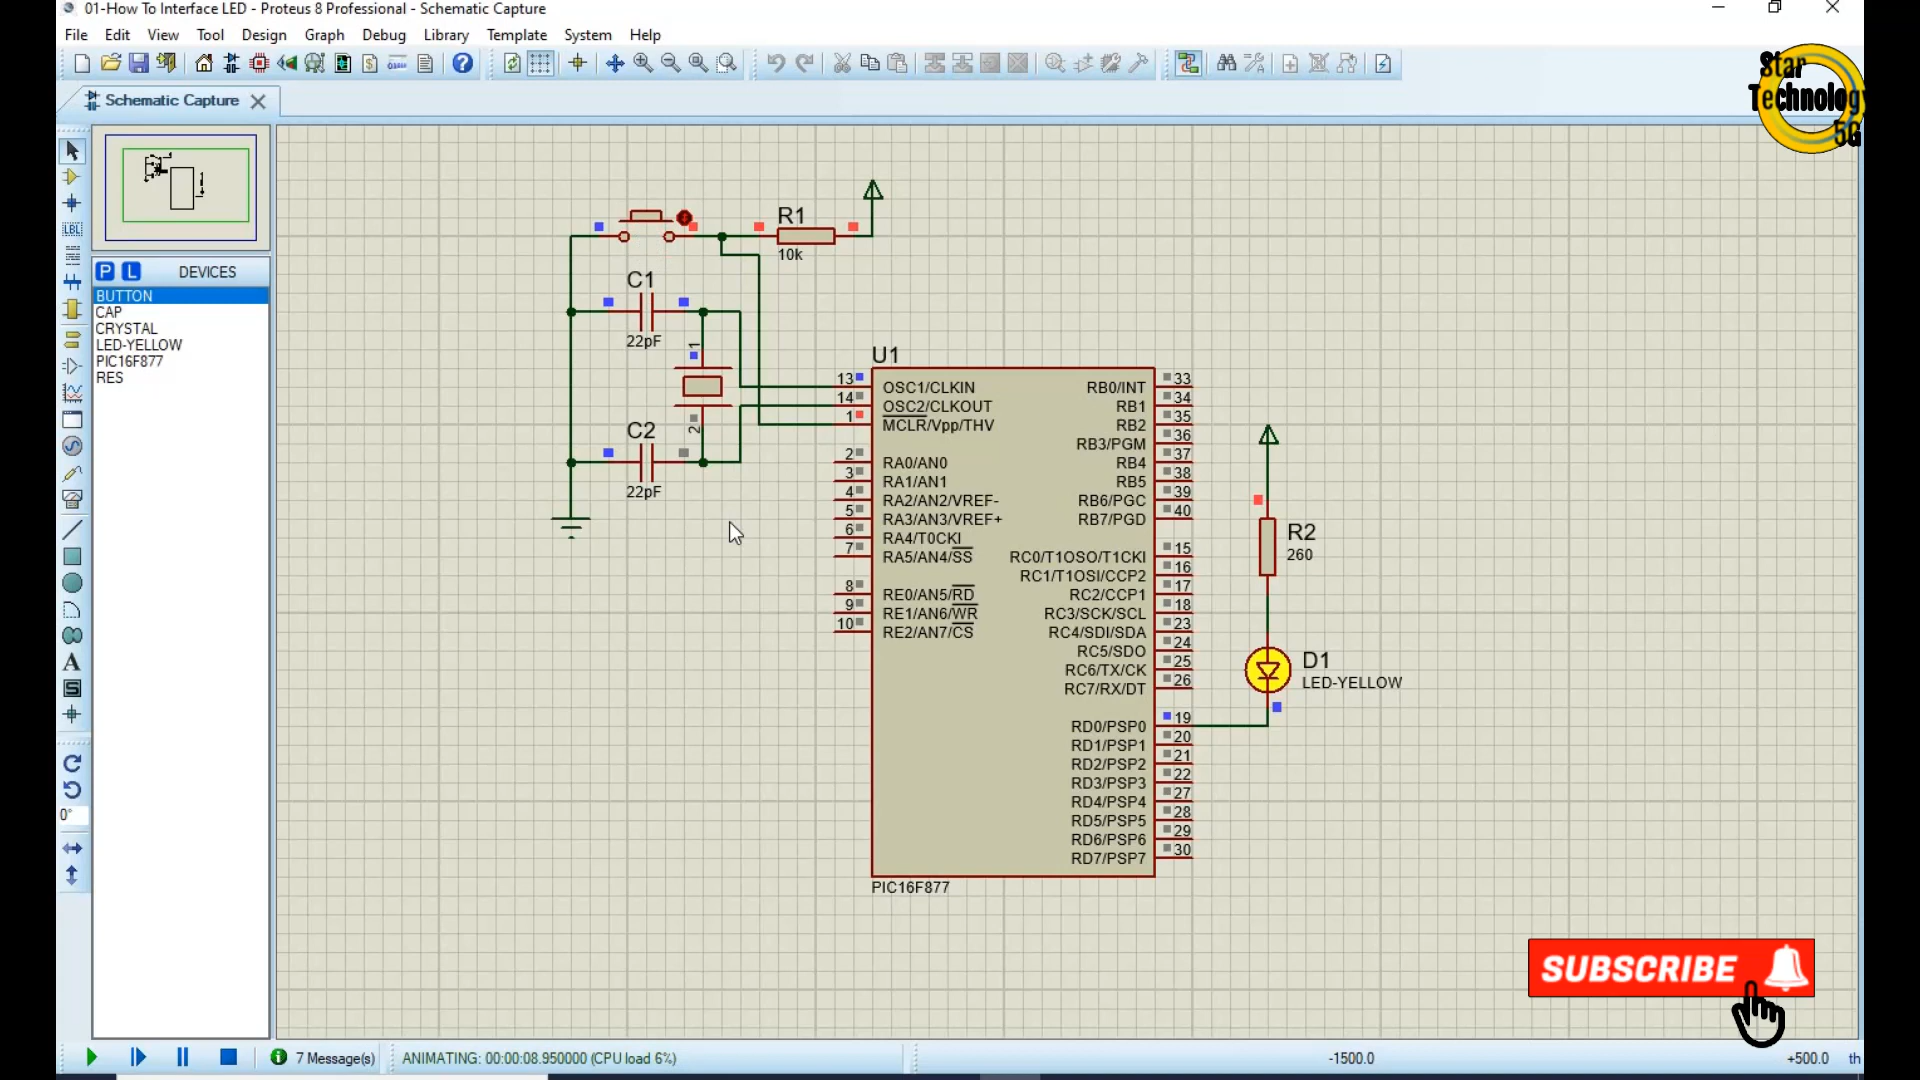 01-How To Interface LED - Proteus 8 Professional - Schematic Capture
File Edit View Tool Design Graph Debug Library Template System Help
Star
Technology
5G
Schematic Capture
LBL
P L DEVICES
BUTTON
CAP
CRYSTAL
LED-YELLOW
PIC16F877
RES
A
S
0°
R1
10k
C1
22pF
1
2
C2
22pF
U1
13 OSC1/CLKIN
14 OSC2/CLKOUT
1 MCLR/Vpp/THV
2 RA0/AN0
3 RA1/AN1
4 RA2/AN2/VREF-
5 RA3/AN3/VREF+
6 RA4/T0CKI
7 RA5/AN4/SS
8 RE0/AN5/RD
9 RE1/AN6/WR
10 RE2/AN7/CS
RB0/INT 33
RB1 34
RB2 35
RB3/PGM 36
RB4 37
RB5 38
RB6/PGC 39
RB7/PGD 40
RC0/T1OSO/T1CKI 15
RC1/T1OSI/CCP2 16
RC2/CCP1 17
RC3/SCK/SCL 18
RC4/SDI/SDA 23
RC5/SDO 24
RC6/TX/CK 25
RC7/RX/DT 26
RD0/PSP0 19
RD1/PSP1 20
RD2/PSP2 21
RD3/PSP3 22
RD4/PSP4 27
RD5/PSP5 28
RD6/PSP6 29
RD7/PSP7 30
PIC16F877
R2
260
D1
LED-YELLOW
SUBSCRIBE
7 Message(s) ANIMATING: 00:00:08.950000 (CPU load 6%) -1500.0 +500.0 th